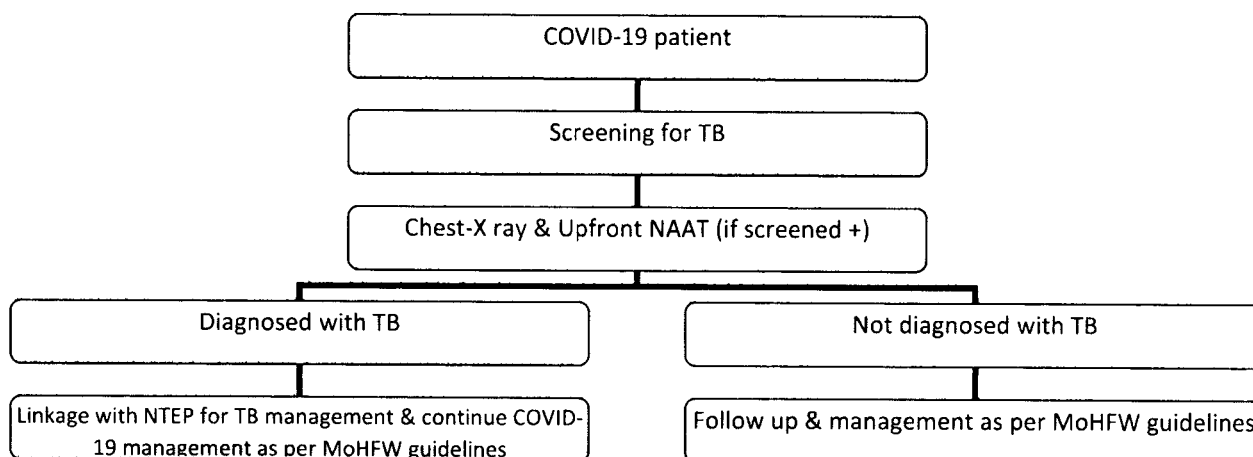 COVID-19 patient
Screening for TB
Chest-X ray & Upfront NAAT (if screened +)
Diagnosed with TB
Not diagnosed with TB
Linkage with NTEP for TB management & continue COVID-
19 management as per MoHFW guidelines
Follow up & management as per MoHFW guidelines